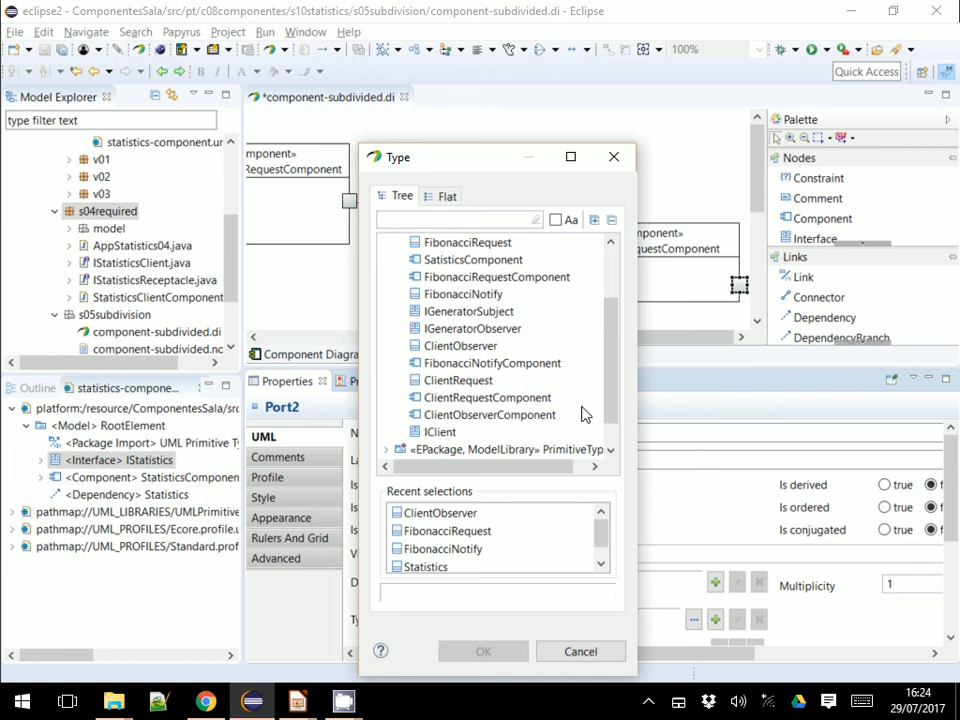 eclipse2 - ComponentesSala/src/pt/c08componentes/s10statistics/s05subdivision/component-subdivided.di - Eclipse
File Edit Navigate Search Papyrus Project Run Window Help
100%
B I A
Quick Access
Model Explorer
*component-subdivided.di
type filter text
statistics-component.ur
v01
v02
v03
s04required
model
AppStatistics04.java
IStatisticsClient.java
IStatisticsReceptacle.java
StatisticsClientComponent
s05subdivision
component-subdivided.di
component-subdivided.nc
mponent»
RequestComponent
ponent»
questComponent
Component Diagra
Palette
Nodes
Constraint
Comment
Component
Interface
Links
Link
Connector
Dependency
DependencyBranch
Type
Tree
Flat
Aa
FibonacciRequest
SatisticsComponent
FibonacciRequestComponent
FibonacciNotify
IGeneratorSubject
IGeneratorObserver
ClientObserver
FibonacciNotifyComponent
ClientRequest
ClientRequestComponent
ClientObserverComponent
IClient
«EPackage, ModelLibrary» PrimitiveTyp
Recent selections
ClientObserver
FibonacciRequest
FibonacciNotify
Statistics
OK
Cancel
Outline
statistics-compone...
platform:/resource/ComponentesSala/src
<Model> RootElement
<Package Import> UML Primitive T
<Interface> IStatistics
<Component> StatisticsComponen
<Dependency> Statistics
pathmap://UML_LIBRARIES/UMLPrimitive
pathmap://UML_PROFILES/Ecore.profile.u
pathmap://UML_PROFILES/Standard.prof
Properties
Port2
UML
Comments
Profile
Style
Appearance
Rulers And Grid
Advanced
Is derived
true
Is ordered
true
Is conjugated
true
Multiplicity
1
16:24
29/07/2017